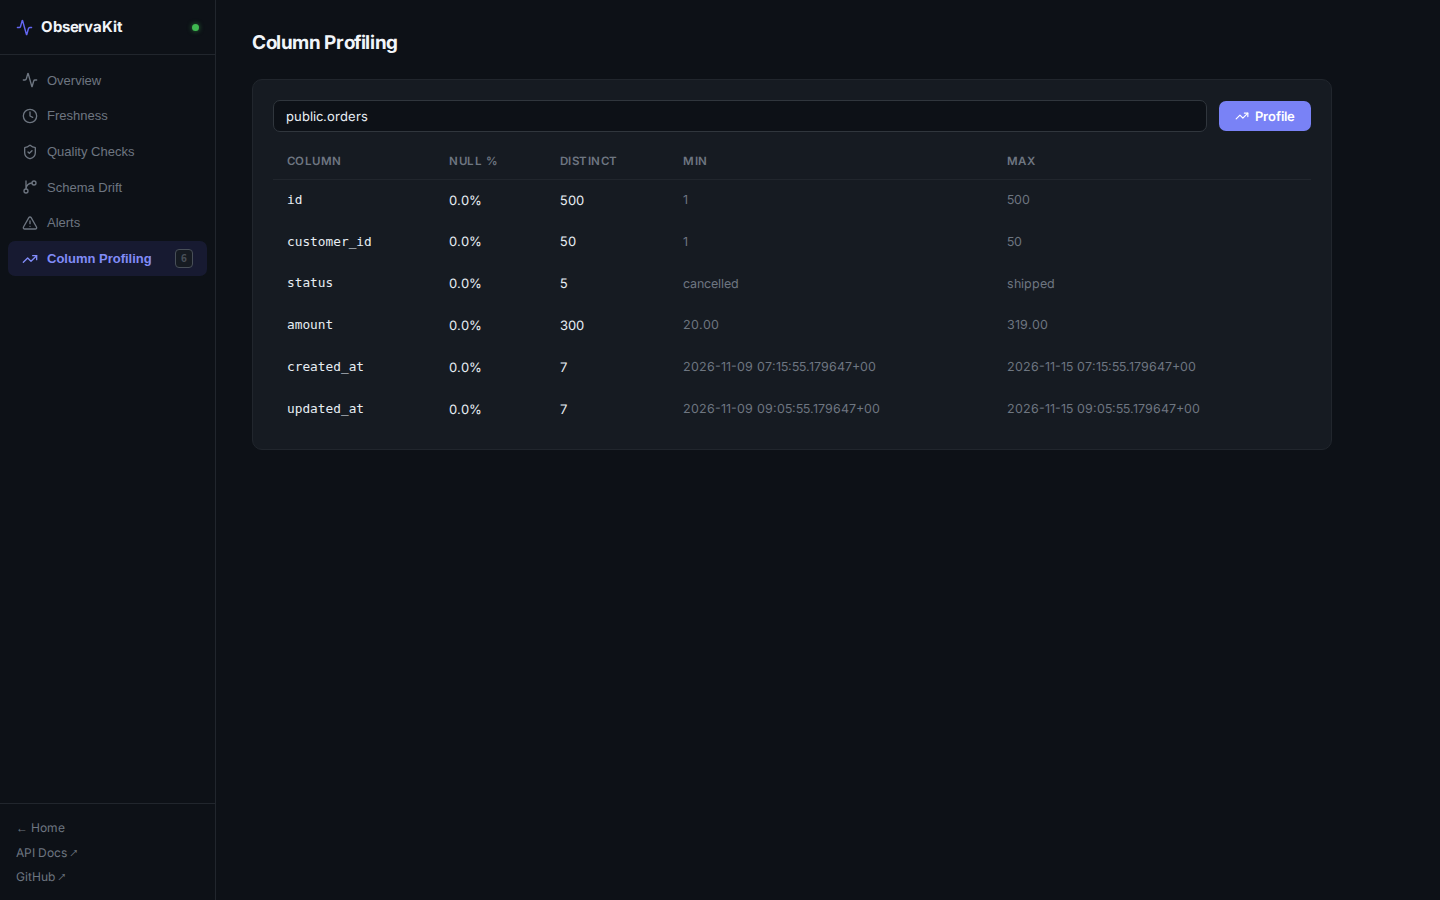 ObservaKit
Overview
Freshness
Quality Checks
Schema Drift
Alerts
Column Profiling 6
← Home
API Docs ↗
GitHub ↗
Column Profiling
public.orders Profile
COLUMN NULL % DISTINCT MIN MAX
id 0.0% 500 1 500
customer_id 0.0% 50 1 50
status 0.0% 5 cancelled shipped
amount 0.0% 300 20.00 319.00
created_at 0.0% 7 2026-11-09 07:15:55.179647+00 2026-11-15 07:15:55.179647+00
updated_at 0.0% 7 2026-11-09 09:05:55.179647+00 2026-11-15 09:05:55.179647+00